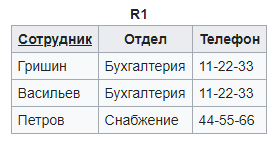 R1
Сотрудник Отдел Телефон
Гришин Бухгалтерия 11-22-33
Васильев Бухгалтерия 11-22-33
Петров Снабжение 44-55-66